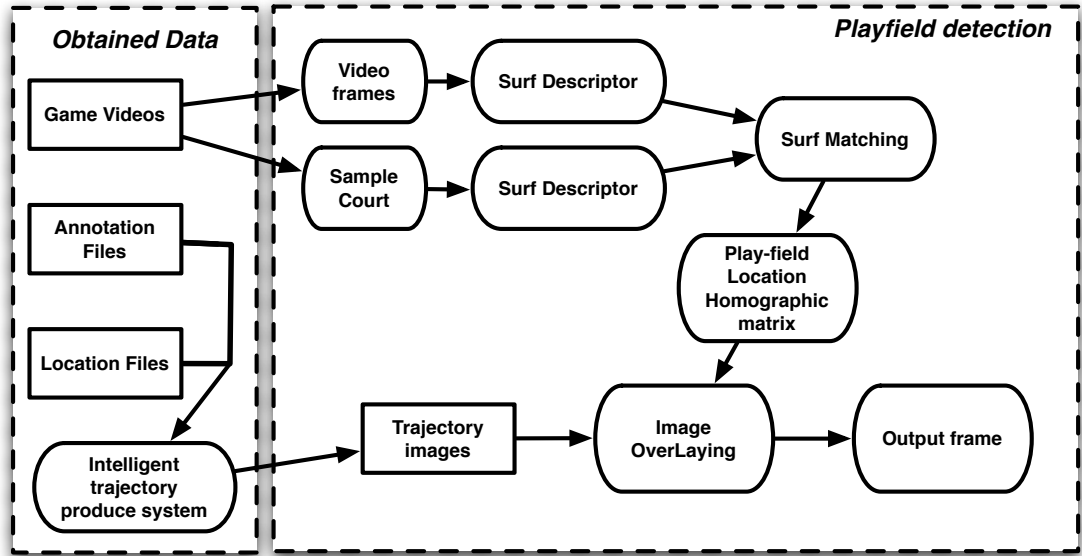 Obtained Data
Game Videos
Annotation
Files
Location Files
Intelligent
trajectory
produce system
Playfield detection
Video
frames
Surf Descriptor
Sample
Court
Surf Descriptor
Surf Matching
Play-field
Location
Homographic
matrix
Trajectory
images
Image
OverLaying
Output frame